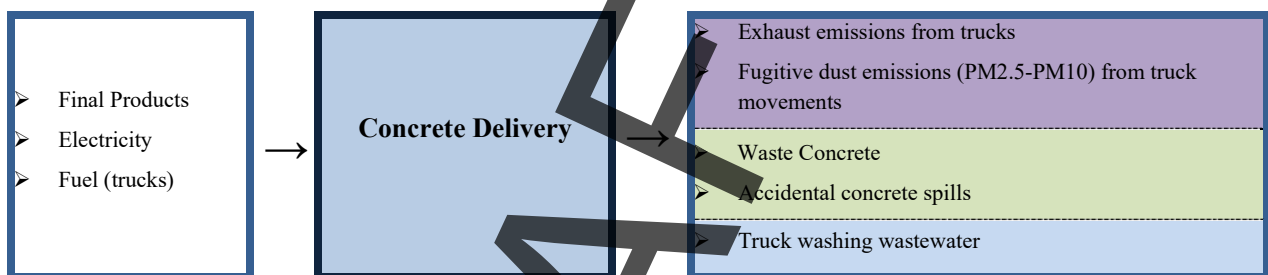 ➢ Final Products
➢ Electricity
➢ Fuel (trucks)
→
Concrete Delivery
→
➢ Exhaust emissions from trucks
➢ Fugitive dust emissions (PM2.5-PM10) from truck
movements
➢ Waste Concrete
➢ Accidental concrete spills
➢ Truck washing wastewater